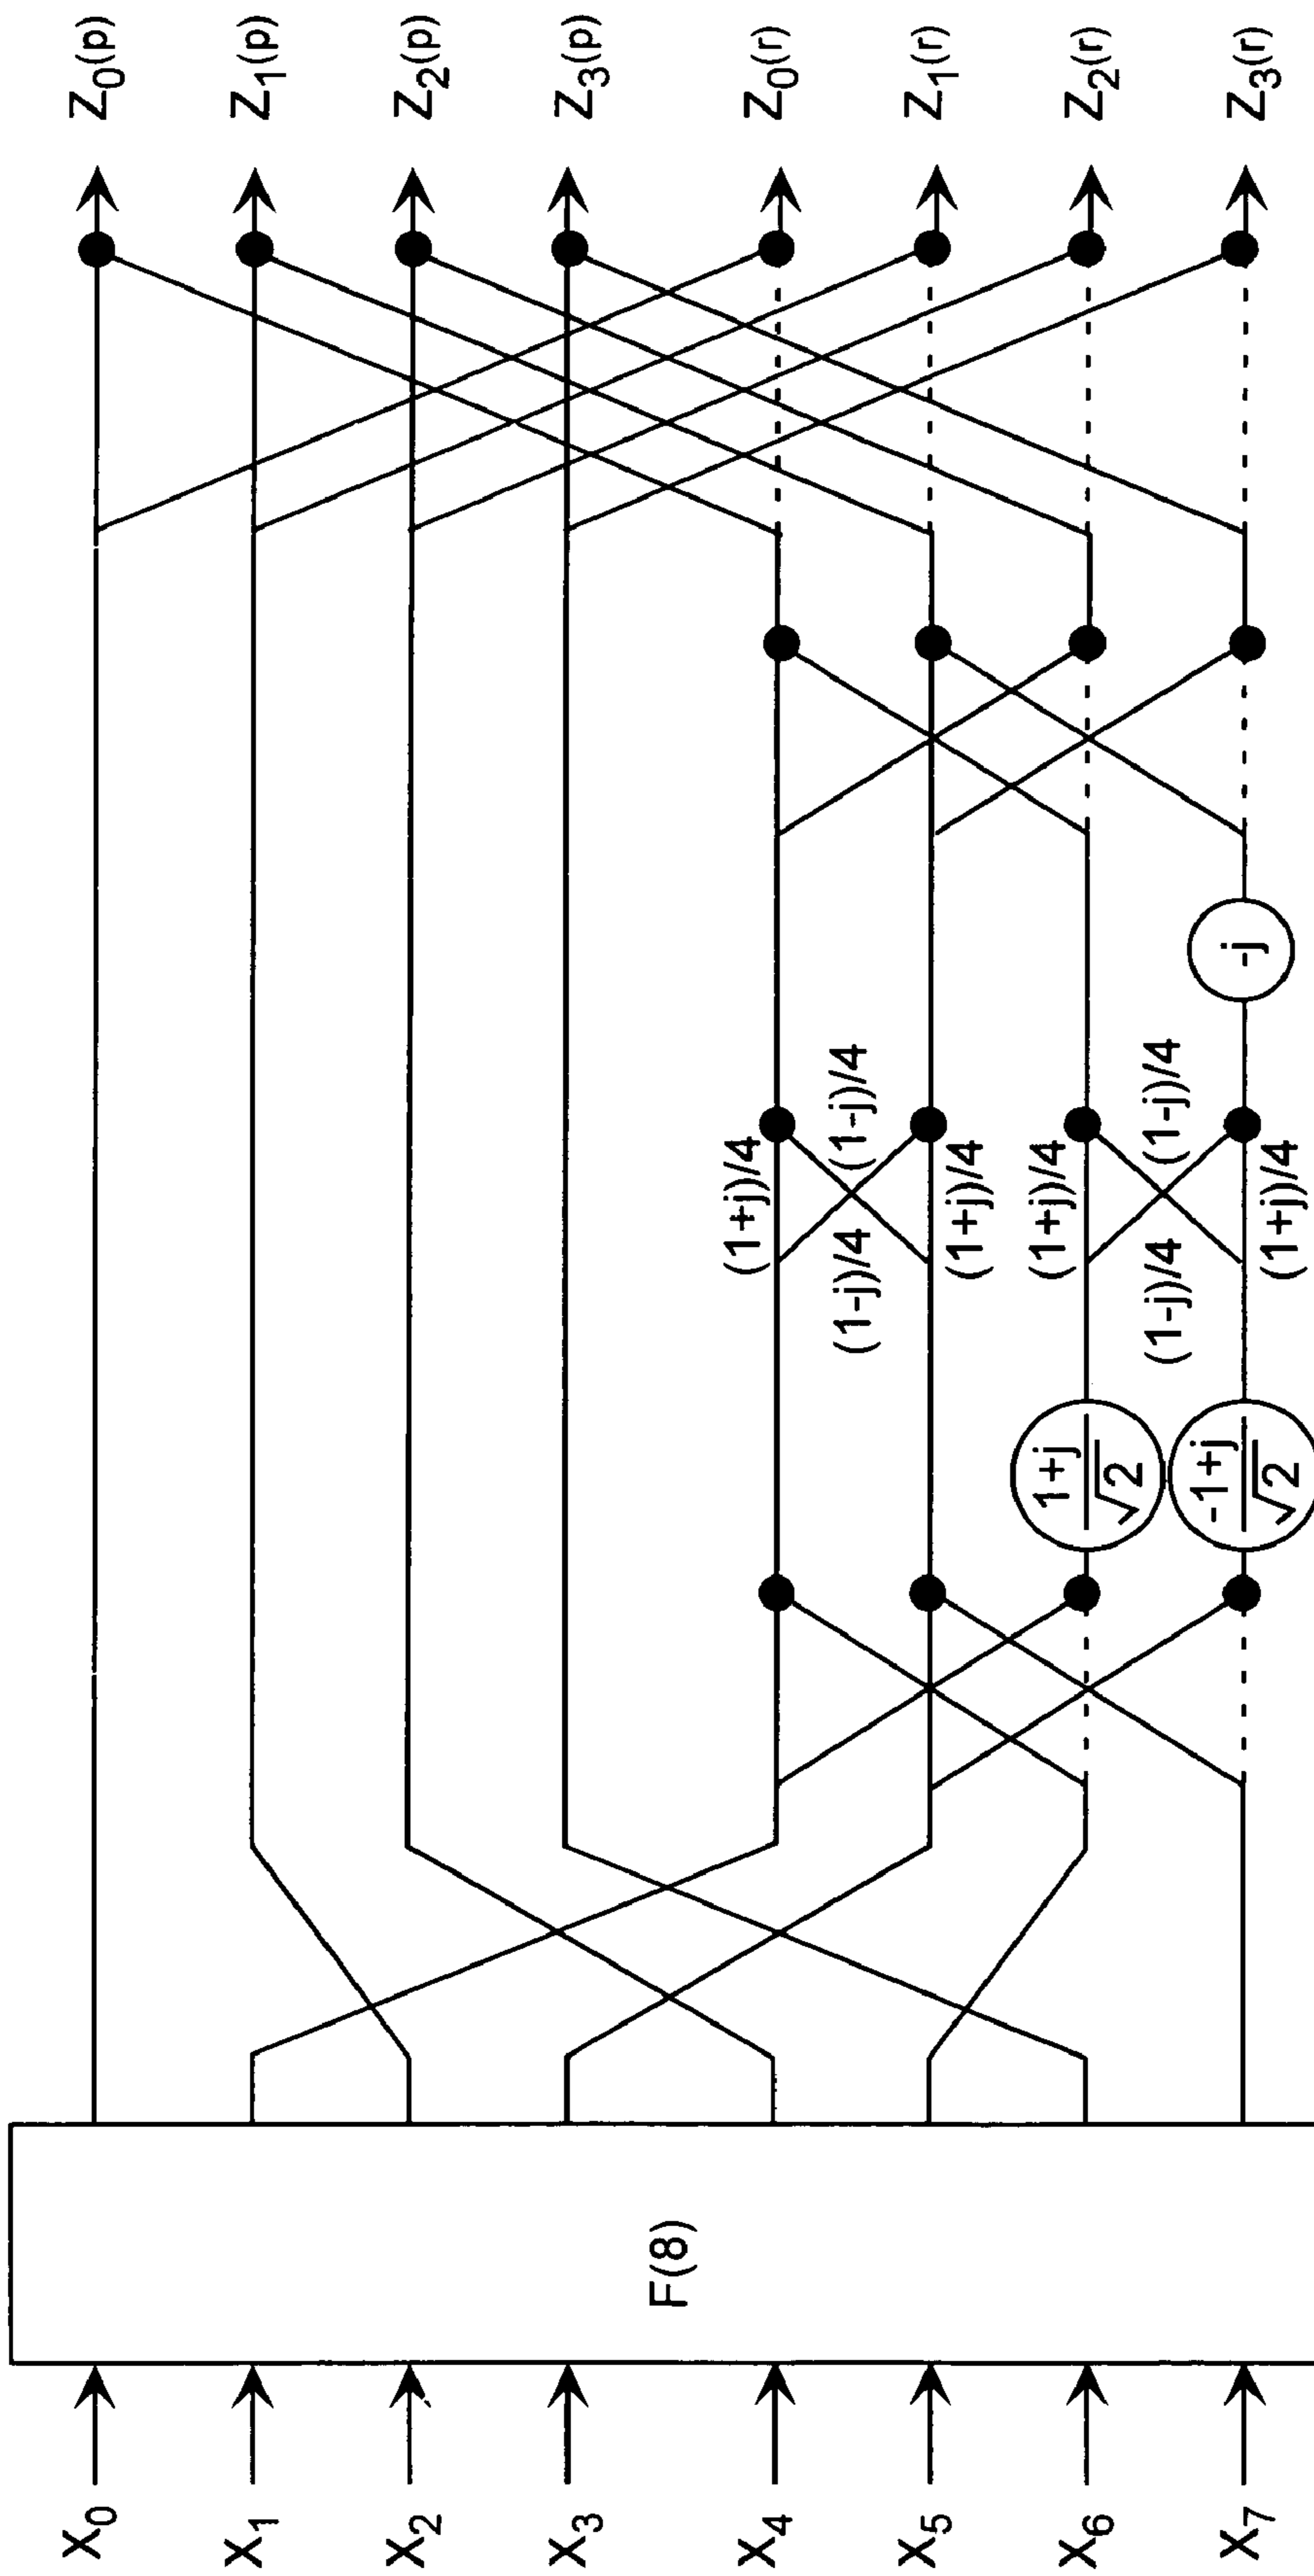 X₀
X₁
X₂
X₃
X₄
X₅
X₆
X₇
F(8)
1+j
√2
-1+j
√2
(1+j)/4
(1-j)/4
(1-j)/4
(1+j)/4
(1+j)/4
(1-j)/4
(1-j)/4
(1+j)/4
-j
Z₀(p)
Z₁(p)
Z₂(p)
Z₃(p)
Z₀(r)
Z₁(r)
Z₂(r)
Z₃(r)